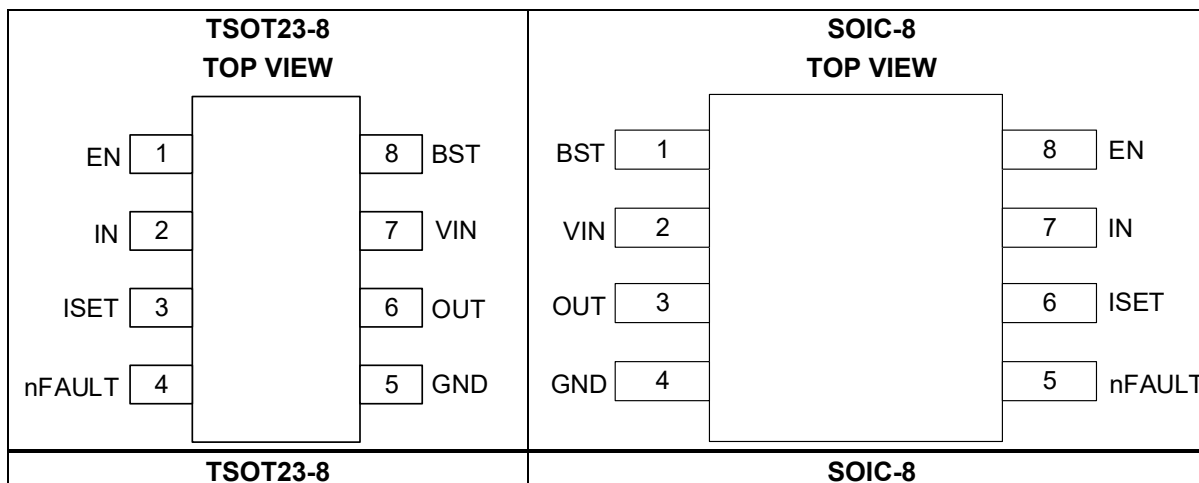 TSOT23-8
TOP VIEW
EN 1 8 BST
IN 2 7 VIN
ISET 3 6 OUT
nFAULT 4 5 GND
TSOT23-8
SOIC-8
TOP VIEW
BST 1 8 EN
VIN 2 7 IN
OUT 3 6 ISET
GND 4 5 nFAULT
SOIC-8